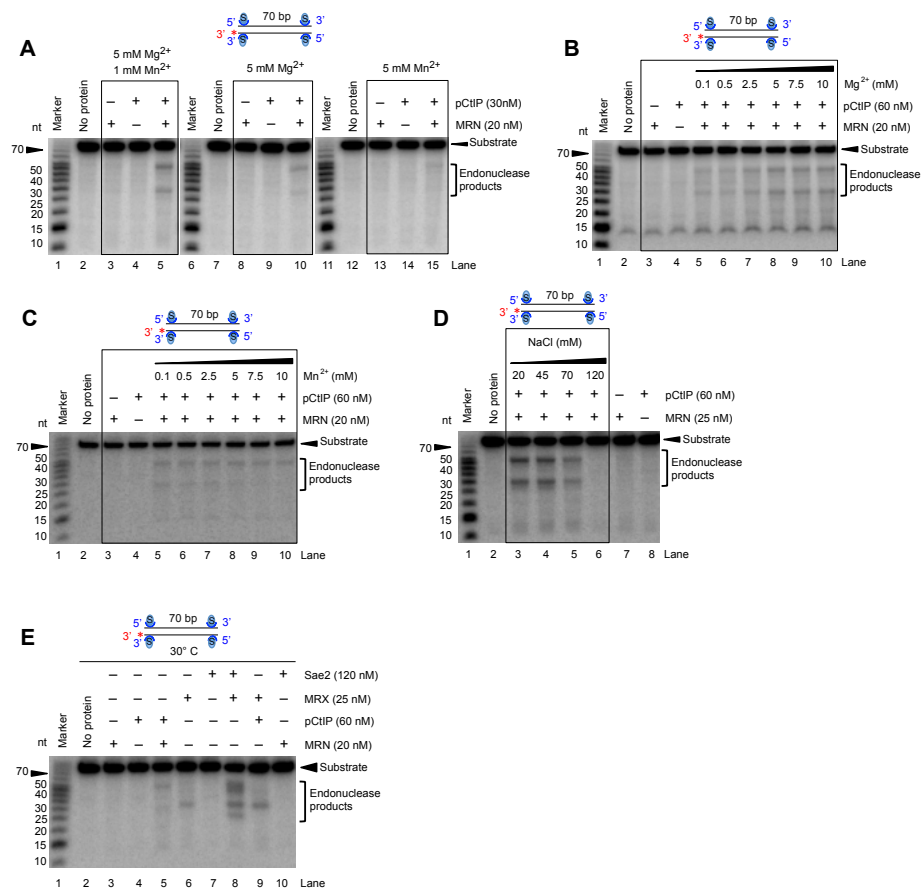 A
70 bp
5’ S S 3’
3’ * 3’ S S 5’
5 mM Mg2+
1 mM Mn2+
5 mM Mg2+
5 mM Mn2+
Marker No protein – + + No protein – + + No protein – + + pCtIP (30nM)
nt + – + + – + + – + MRN (20 nM)
70 Substrate
50
40
30
25
20
15
10
Endonuclease
products
1 2 3 4 5 6 7 8 9 10 11 12 13 14 15 Lane
B
70 bp
5’ S S 3’
3’ * 3’ S S 5’
0.1 0.5 2.5 5 7.5 10 Mg2+ (mM)
Marker No protein – + + + + + + + pCtIP (60 nM)
nt + – + + + + + + MRN (20 nM)
70 Substrate
50
40
30
25
20
15
10
Endonuclease
products
1 2 3 4 5 6 7 8 9 10 Lane
C
70 bp
5’ S S 3’
3’ * 3’ S S 5’
0.1 0.5 2.5 5 7.5 10 Mn2+ (mM)
Marker No protein – + + + + + + + pCtIP (60 nM)
nt + – + + + + + + MRN (20 nM)
70 Substrate
50
40
30
25
20
15
10
Endonuclease
products
1 2 3 4 5 6 7 8 9 10 Lane
D
70 bp
5’ S S 3’
3’ * 3’ S S 5’
NaCl (mM)
20 45 70 120
Marker No protein + + + + – + pCtIP (60 nM)
nt + + + + + – MRN (25 nM)
70 Substrate
50
40
30
25
20
15
10
Endonuclease
products
1 2 3 4 5 6 7 8 Lane
E
70 bp
5’ S S 3’
3’ * 3’ S S 5’
30° C
Marker No protein – – – – + + – + Sae2 (120 nM)
– – – + – + + – MRX (25 nM)
– + + – – – + – pCtIP (60 nM)
nt + – + – – – – + MRN (20 nM)
70 Substrate
50
40
30
25
20
15
10
Endonuclease
products
1 2 3 4 5 6 7 8 9 10 Lane